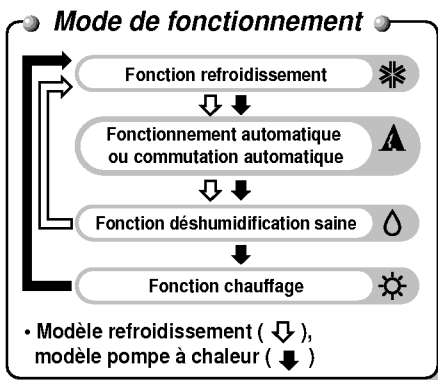 Mode de fonctionnement
Fonction refroidissement
Fonctionnement automatique
ou commutation automatique
Fonction déshumidification saine
Fonction chauffage
• Modèle refroidissement ( ⇩ ),
modèle pompe à chaleur ( 🡇 )